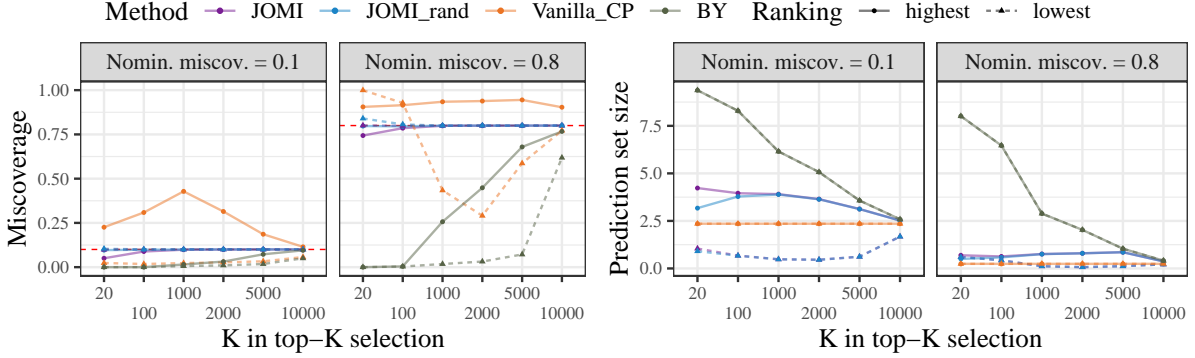 Method JOMI JOMI_rand Vanilla_CP BY Ranking highest lowest
Nomin. miscov. = 0.1 Nomin. miscov. = 0.8
Miscoverage
1.00
0.75
0.50
0.25
0.00
20 1000 5000 20 1000 5000
100 2000 10000 100 2000 10000
K in top−K selection
Nomin. miscov. = 0.1 Nomin. miscov. = 0.8
Prediction set size
7.5
5.0
2.5
0.0
20 1000 5000 20 1000 5000
100 2000 10000 100 2000 10000
K in top−K selection